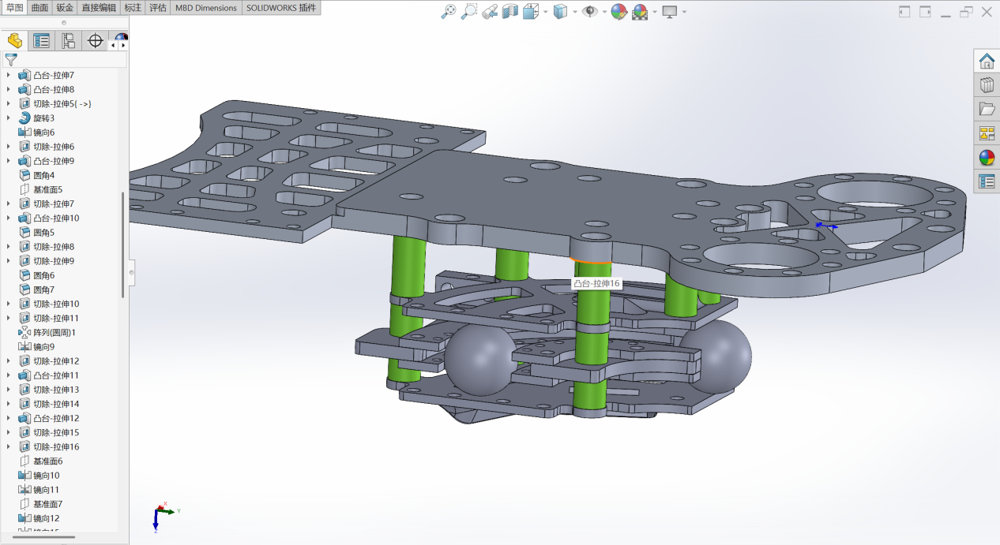 草图 曲面 钣金 直接编辑 标注 评估 MBD Dimensions SOLIDWORKS 插件
凸台-拉伸7
凸台-拉伸8
切除-拉伸5{ ->}
旋转3
镜向6
切除-拉伸6
凸台-拉伸9
圆角4
基准面5
切除-拉伸7
凸台-拉伸10
圆角5
切除-拉伸8
切除-拉伸9
圆角6
圆角7
切除-拉伸10
切除-拉伸11
阵列(圆周)1
镜向9
切除-拉伸12
凸台-拉伸11
切除-拉伸13
切除-拉伸14
凸台-拉伸12
切除-拉伸15
切除-拉伸16
基准面6
镜向10
镜向11
基准面7
镜向12
凸台-拉伸16
X
Y
Z